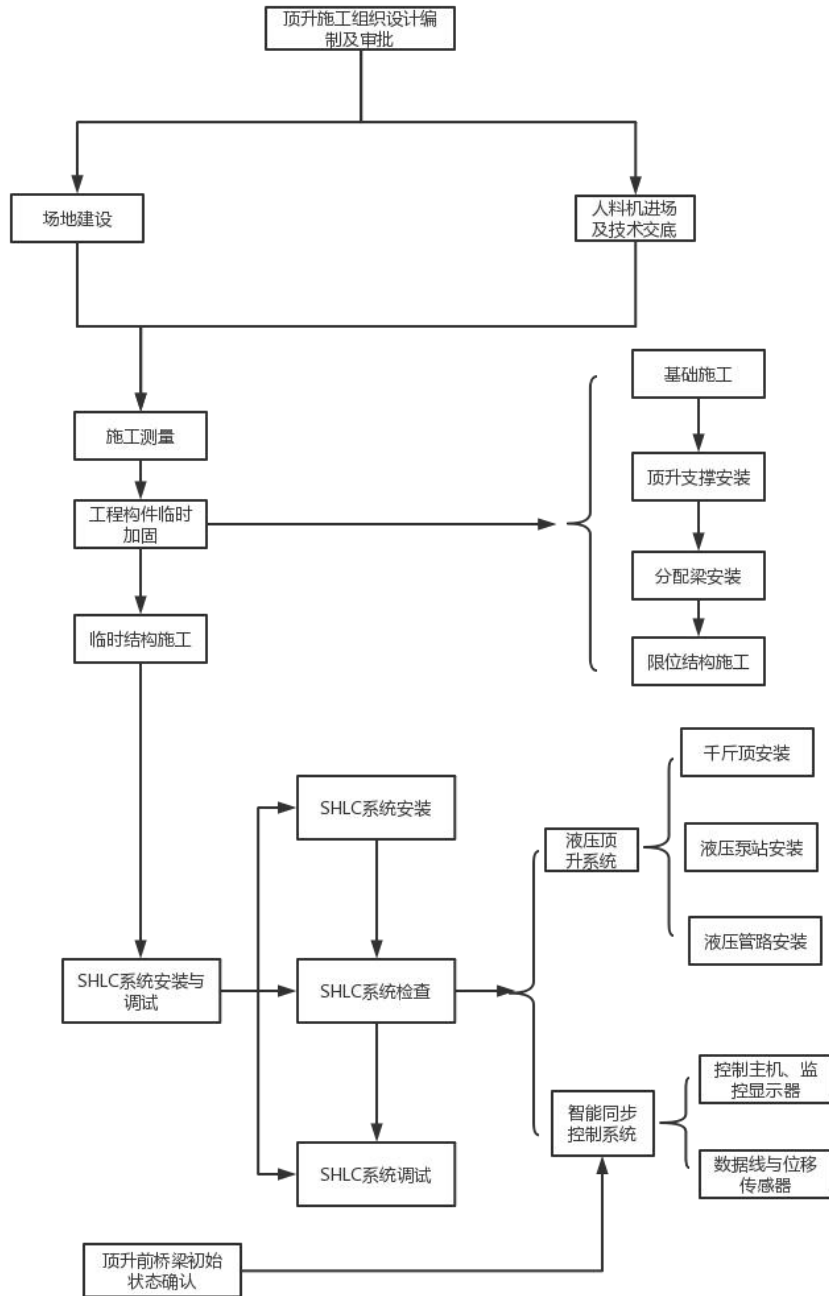 顶升施工组织设计编
制及审批
场地建设
人料机进场
及技术交底
施工测量
工程构件临时
加固
临时结构施工
基础施工
顶升支撑安装
分配梁安装
限位结构施工
SHLC系统安装与
调试
SHLC系统安装
SHLC系统检查
SHLC系统调试
液压顶
升系统
千斤顶安装
液压泵站安装
液压管路安装
智能同步
控制系统
控制主机、监
控显示器
数据线与位移
传感器
顶升前桥梁初始
状态确认